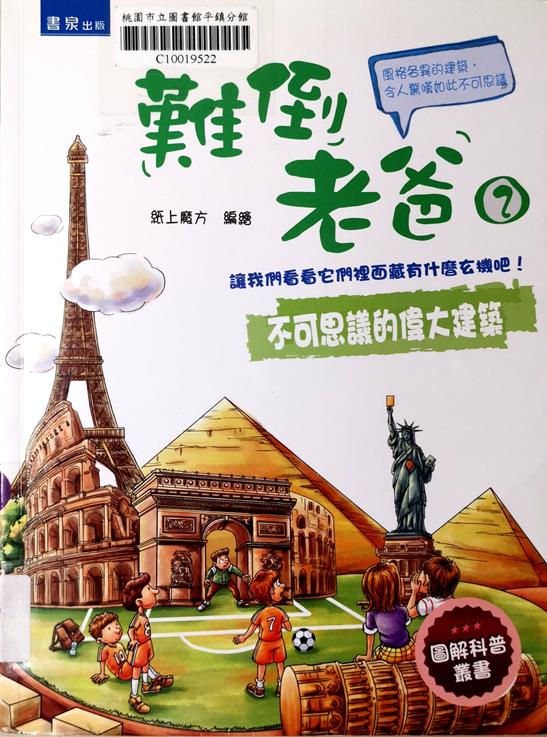 書泉出版
桃園市立圖書館平鎮分館
C10019522
風格各異的建築，
令人驚嘆如此不可思議
難倒
老爸
2
紙上魔方 編繪
讓我們看看它們裡面藏有什麼玄機吧！
不可思議的偉大建築
7
圖解科普
叢書